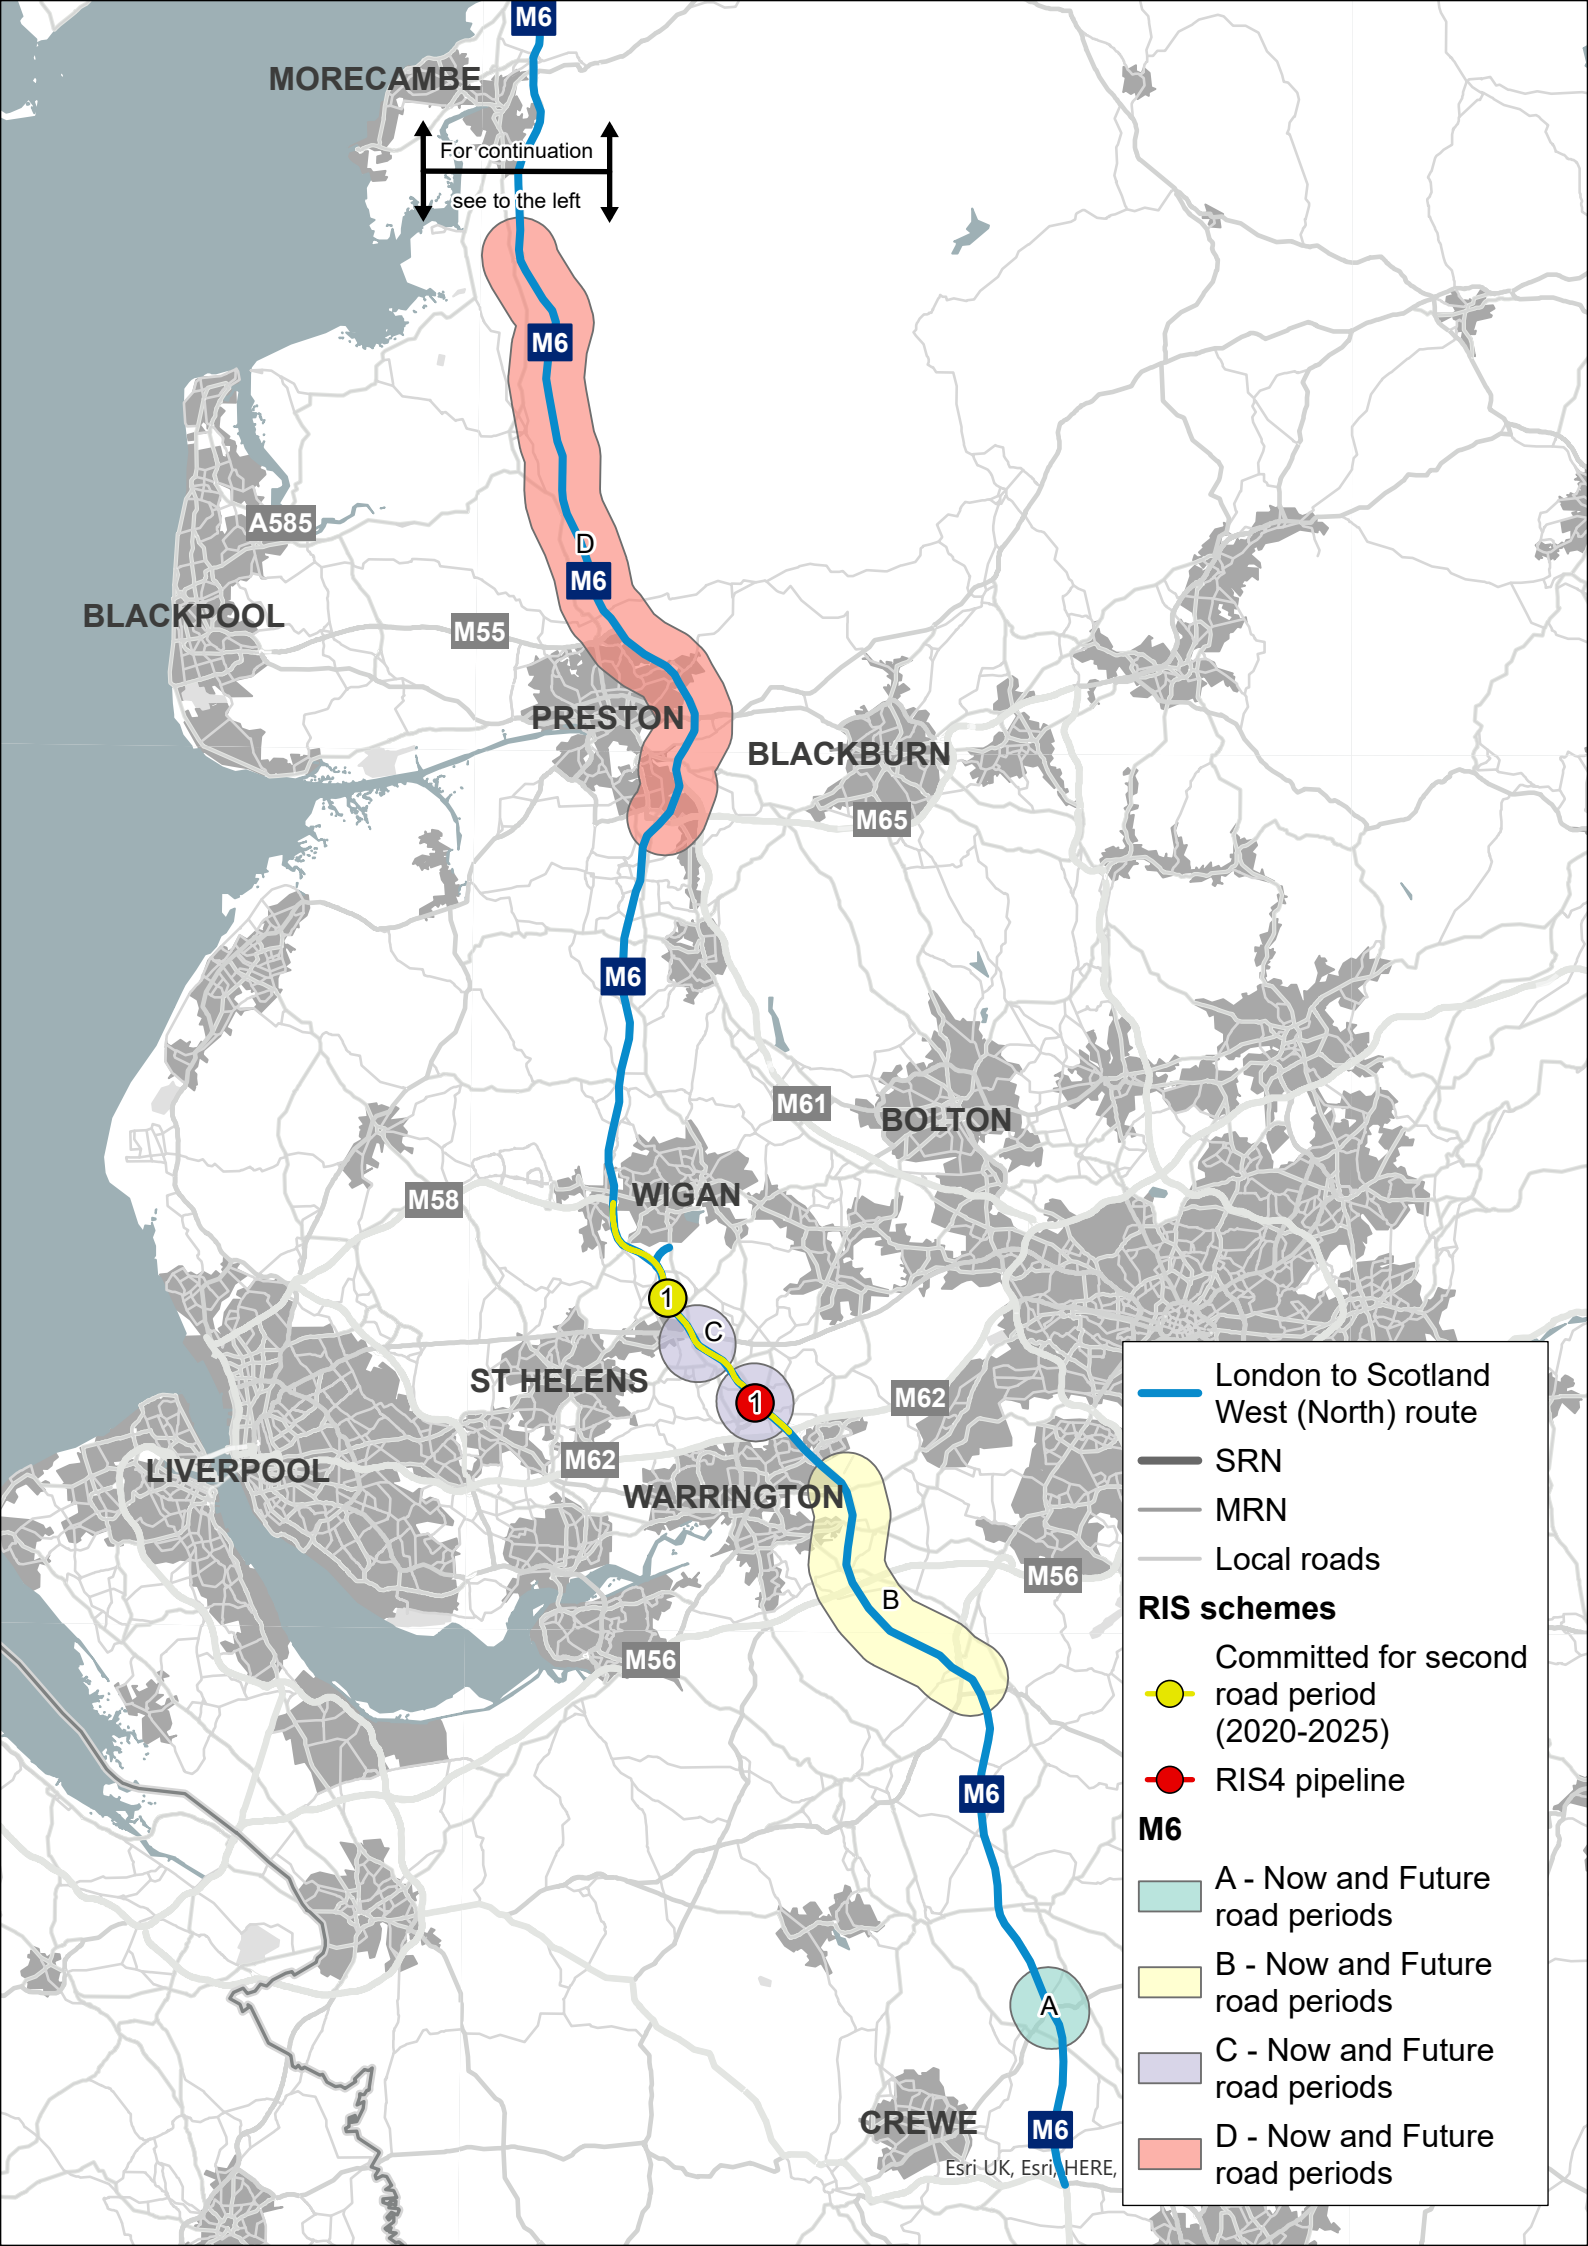 M6
MORECAMBE
For continuation
see to the left
M6
A585
D
M6
BLACKPOOL
M55
PRESTON
BLACKBURN
M65
M6
M61
BOLTON
WIGAN
M58
1
C
ST HELENS
1
M62
M62
LIVERPOOL
WARRINGTON
M56
B
M56
M6
A
CREWE
M6
Esri UK, Esri, HERE,
London to Scotland
West (North) route
SRN
MRN
Local roads
RIS schemes
Committed for second
road period
(2020-2025)
RIS4 pipeline
M6
A - Now and Future
road periods
B - Now and Future
road periods
C - Now and Future
road periods
D - Now and Future
road periods